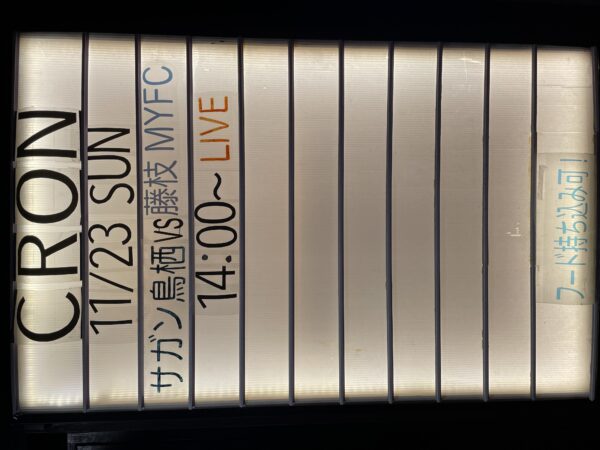 CRON
11/23 SUN
サガン鳥栖VS藤枝 MYFC
14:00～ LIVE
フード持ち込み可！